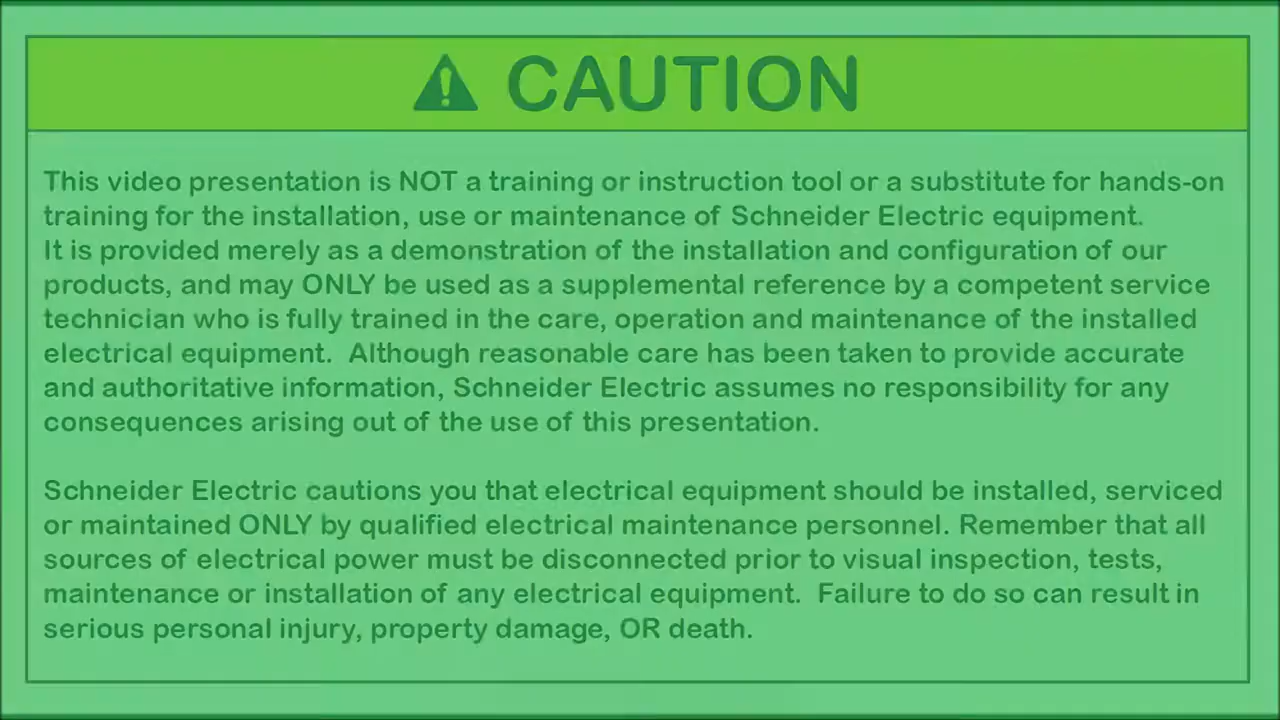 CAUTION
This video presentation is NOT a training or instruction tool or a substitute for hands-on
training for the installation, use or maintenance of Schneider Electric equipment.
It is provided merely as a demonstration of the installation and configuration of our
products, and may ONLY be used as a supplemental reference by a competent service
technician who is fully trained in the care, operation and maintenance of the installed
electrical equipment.  Although reasonable care has been taken to provide accurate
and authoritative information, Schneider Electric assumes no responsibility for any
consequences arising out of the use of this presentation.
Schneider Electric cautions you that electrical equipment should be installed, serviced
or maintained ONLY by qualified electrical maintenance personnel. Remember that all
sources of electrical power must be disconnected prior to visual inspection, tests,
maintenance or installation of any electrical equipment.  Failure to do so can result in
serious personal injury, property damage, OR death.